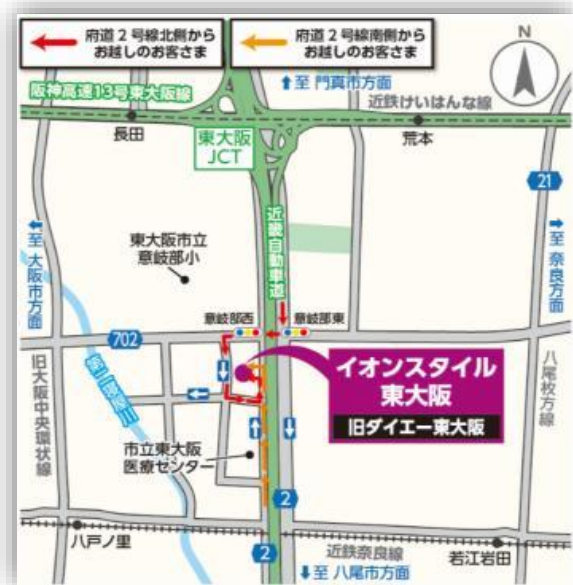 府道2号線北側から
お越しのお客さま
府道2号線南側から
お越しのお客さま
N
阪神高速13号東大阪線
↑至 門真市方面
近鉄けいはんな線
長田
荒本
東大阪
JCT
21
近畿自動車道
←至 大阪市方面
→至 奈良方面
東大阪市立
意岐部小
意岐部西
意岐部東
702
イオンスタイル
東大阪
旧ダイエー東大阪
旧大阪中央環状線
第二寝屋川
八尾枚方線
市立東大阪
医療センター
2
2
八戸ノ里
近鉄奈良線
若江岩田
↓至 八尾市方面